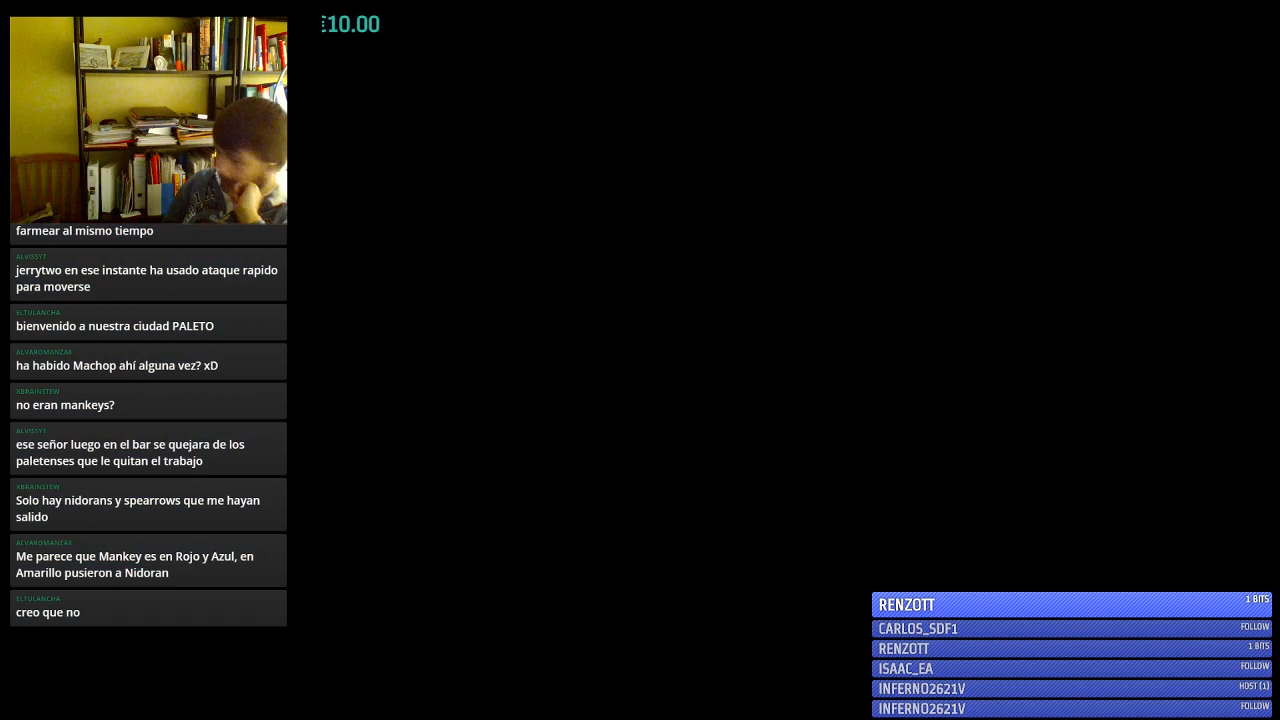 10.00
farmear al mismo tiempo
ALVISSYT
jerrytwo en ese instante ha usado ataque rapido
para moverse
ELTULANCHA
bienvenido a nuestra ciudad PALETO
ALVAROMANZAR
ha habido Machop ahí alguna vez? xD
XBRAINSTEW
no eran mankeys?
ALVISSYT
ese señor luego en el bar se quejara de los
paletenses que le quitan el trabajo
XBRAINSTEW
Solo hay nidorans y spearrows que me hayan
salido
ALVAROMANZAR
Me parece que Mankey es en Rojo y Azul, en
Amarillo pusieron a Nidoran
ELTULANCHA
creo que no
RENZOTT 1 BITS
CARLOS_SDF1 FOLLOW
RENZOTT 1 BITS
ISAAC_EA FOLLOW
INFERNO2621V HOST (1)
INFERNO2621V FOLLOW